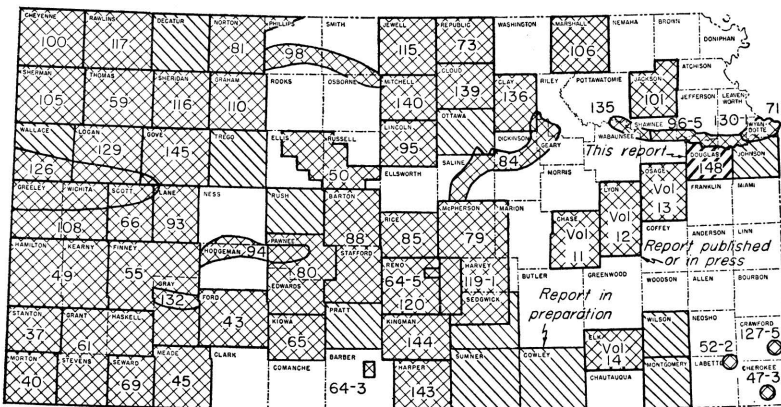 CHEYENNE
100
RAWLINS
117
DECATUR
NORTON
81
PHILLIPS
98
SMITH
JEWELL
115
REPUBLIC
73
WASHINGTON
MARSHALL
106
NEMAHA
BROWN
DONIPHAN
SHERMAN
105
THOMAS
59
SHERIDAN
116
GRAHAM
110
ROOKS
OSBORNE
MITCHELL
140
CLOUD
139
CLAY
136
RILEY
POTTAWATOMIE
135
JACKSON
101
ATCHISON
JEFFERSON
LEAVEN-
WORTH
130
71
WYAN-
DOTTE
SHAWNEE
96-5
WABAUNSEE
WALLACE
126
LOGAN
129
GOVE
145
TREGO
ELLIS
RUSSELL
50
LINCOLN
95
OTTAWA
SALINE
DICKINSON
84
GEARY
MORRIS
This report
DOUGLAS
148
JOHNSON
GREELEY
WICHITA
108
SCOTT
66
LANE
93
NESS
RUSH
BARTON
88
ELLSWORTH
RICE
85
McPHERSON
79
MARION
CHASE
Vol
11
LYON
Vol
12
OSAGE
Vol
13
FRANKLIN
MIAMI
COFFEY
ANDERSON
LINN
HAMILTON
49
KEARNY
FINNEY
55
HODGEMAN
94
PAWNEE
80
STAFFORD
RENO
64-5
120
HARVEY
119-1
SEDGWICK
BUTLER
GREENWOOD
Report published
or in press
WOODSON
ALLEN
BOURBON
GRAY
132
FORD
43
EDWARDS
KIOWA
65
PRATT
KINGMAN
144
Report in
preparation
STANTON
37
GRANT
61
HASKELL
ELK
Vol
14
WILSON
NEOSHO
52-2
CRAWFORD
127-5
MORTON
40
STEVENS
SEWARD
69
MEADE
45
CLARK
COMANCHE
BARBER
64-3
HARPER
143
SUMNER
COWLEY
CHAUTAUQUA
MONTGOMERY
LABETTE
CHEROKEE
47-3